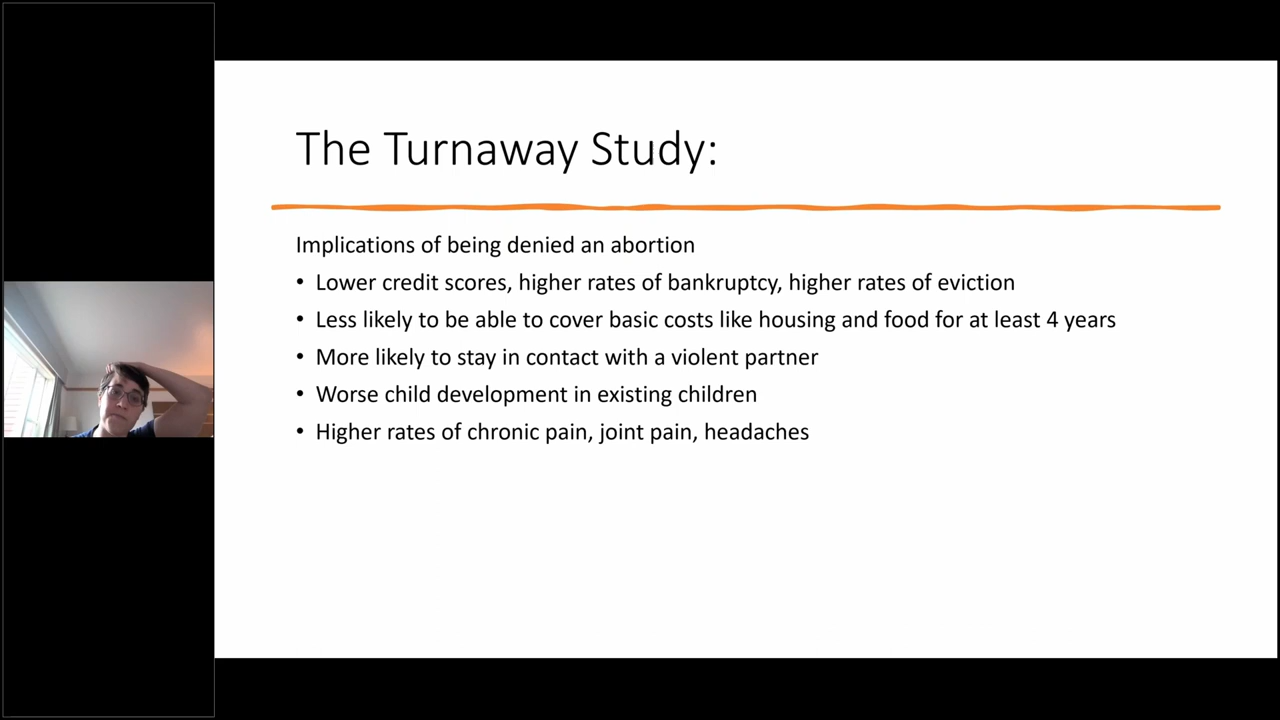 The Turnaway Study:
Implications of being denied an abortion
• Lower credit scores, higher rates of bankruptcy, higher rates of eviction
• Less likely to be able to cover basic costs like housing and food for at least 4 years
• More likely to stay in contact with a violent partner
• Worse child development in existing children
• Higher rates of chronic pain, joint pain, headaches